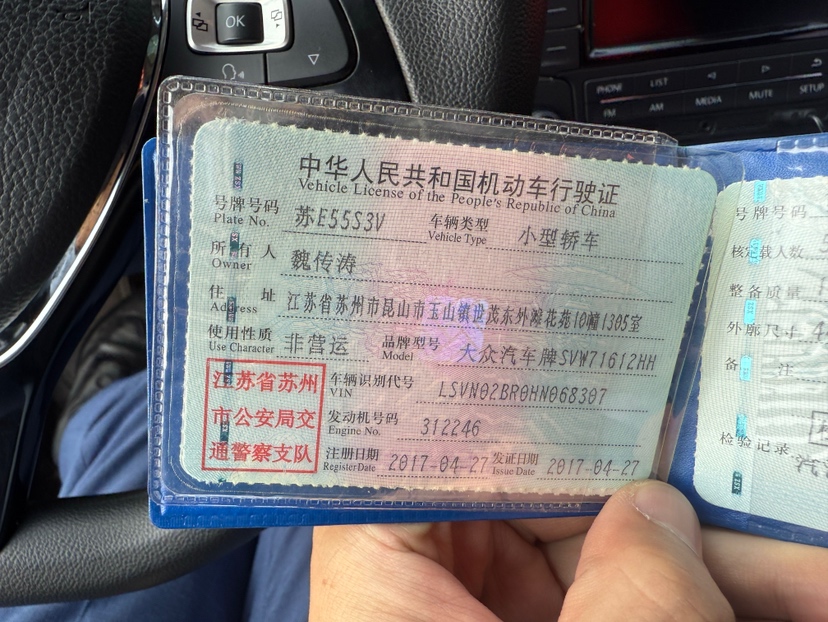 OK
PHONE LIST SETUP
FM AM MEDIA MUTE
中华人民共和国机动车行驶证
Vehicle License of the People's Republic of China
号牌号码 苏E55S3V 车辆类型 小型轿车
Plate No. Vehicle Type
所有人 魏传涛
Owner
住址 江苏省苏州市昆山市玉山镇世茂东外滩花苑10幢1305室
Address
使用性质 非营运 品牌型号 大众汽车牌SVW71612HH
Use Character Model
江苏省苏州
市公安局交
通警察支队
车辆识别代号 LSVN02BR0HN068307
VIN
发动机号码 312246
Engine No.
注册日期 2017-04-27 发证日期 2017-04-27
Register Date Issue Date
号牌号码
核定载人数
整备质量
外廓尺寸
备注
检验记录